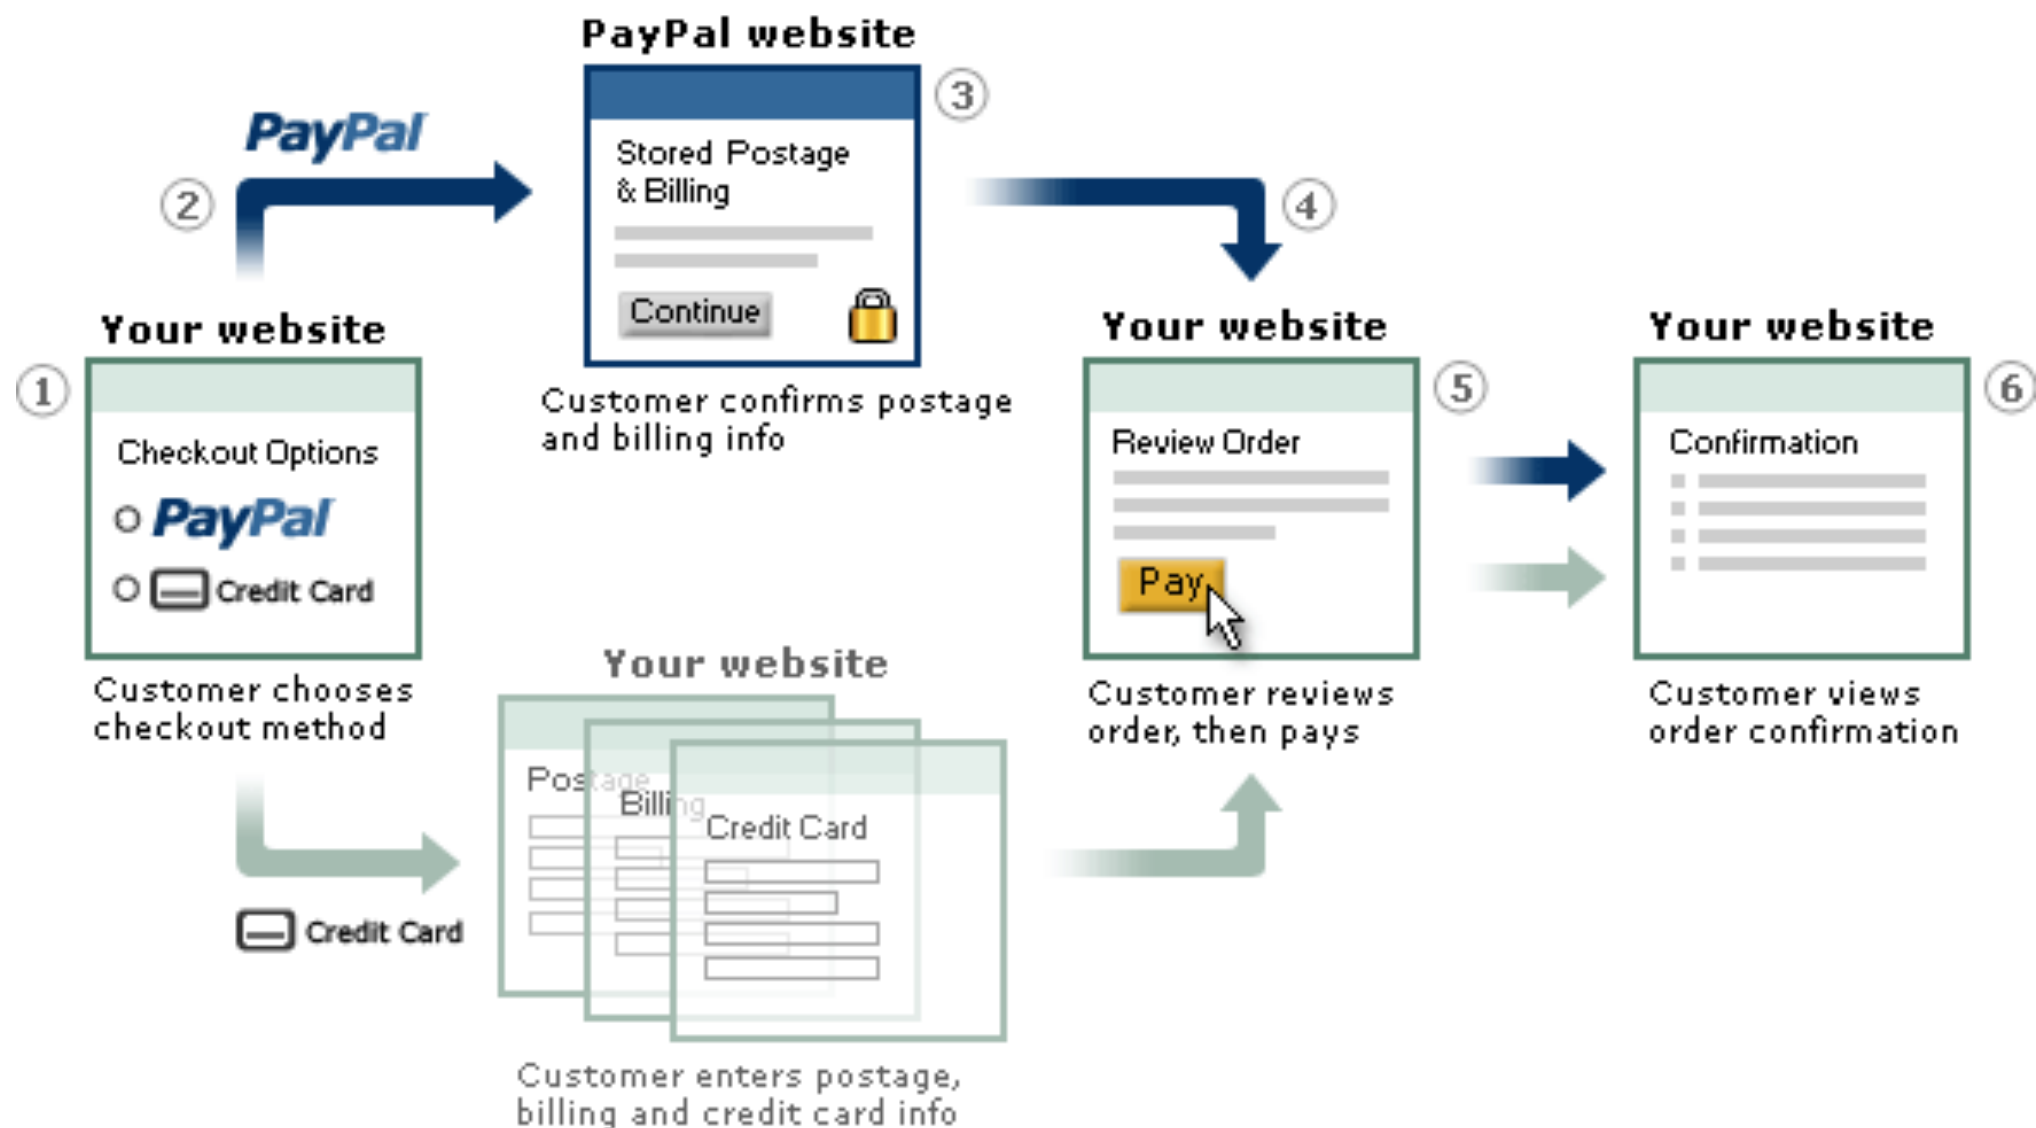 PayPal website
3
PayPal
2
Stored Postage
& Billing
Continue
4
Customer confirms postage
and billing info
Your website
1
Checkout Options
PayPal
Credit Card
Customer chooses
checkout method
Credit Card
Your website
Postage
Billing
Credit Card
Customer enters postage,
billing and credit card info
Your website
5
Review Order
Pay
Customer reviews
order, then pays
Your website
6
Confirmation
Customer views
order confirmation